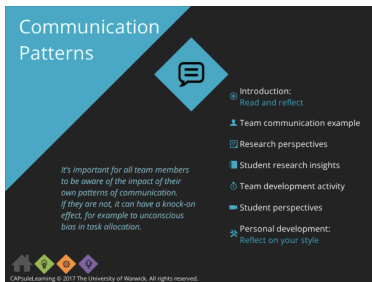 Communication
Patterns
Introduction:
Read and reflect
Team communication example
Research perspectives
Student research insights
Team development activity
Student perspectives
Personal development:
Reflect on your style
It's important for all team members
to be aware of the impact of their
own patterns of communication.
If they are not, it can have a knock-on
effect, for example to unconscious
bias in task allocation.
CAPsuleLearning © 2017 The University of Warwick. All rights reserved.